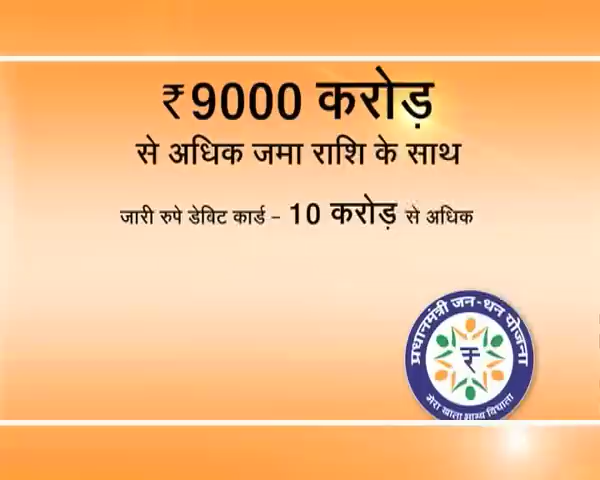 ₹9000 करोड़
से अधिक जमा राशि के साथ
जारी रुपे डेबिट कार्ड - 10 करोड़ से अधिक
प्रधानमंत्री जन-धन योजना
₹
मेरा खाता भाग्य विधाता